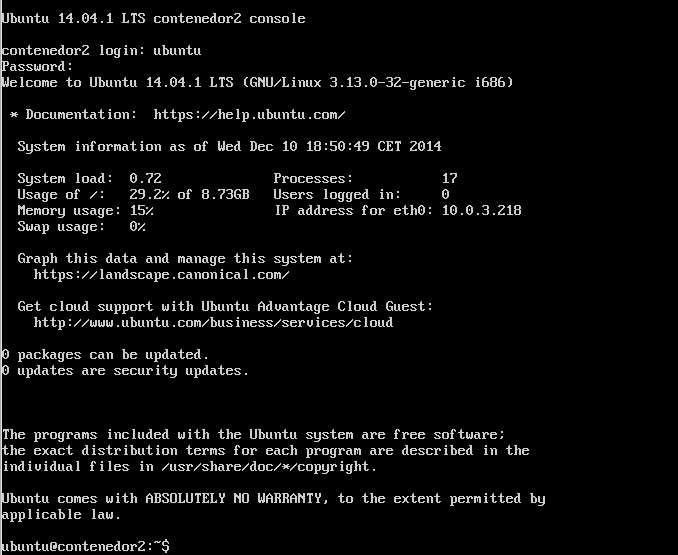 Ubuntu 14.04.1 LTS contenedor2 console
contenedor2 login: ubuntu
Password:
Welcome to Ubuntu 14.04.1 LTS (GNU/Linux 3.13.0-32-generic i686)
* Documentation:  https://help.ubuntu.com/
System information as of Wed Dec 10 18:50:49 CET 2014
System load:  0.72              Processes:           17
Usage of /:   29.2% of 8.73GB   Users logged in:     0
Memory usage: 15%               IP address for eth0: 10.0.3.218
Swap usage:   0%
Graph this data and manage this system at:
https://landscape.canonical.com/
Get cloud support with Ubuntu Advantage Cloud Guest:
http://www.ubuntu.com/business/services/cloud
0 packages can be updated.
0 updates are security updates.
The programs included with the Ubuntu system are free software;
the exact distribution terms for each program are described in the
individual files in /usr/share/doc/*/copyright.
Ubuntu comes with ABSOLUTELY NO WARRANTY, to the extent permitted by
applicable law.
ubuntu@contenedor2:~$